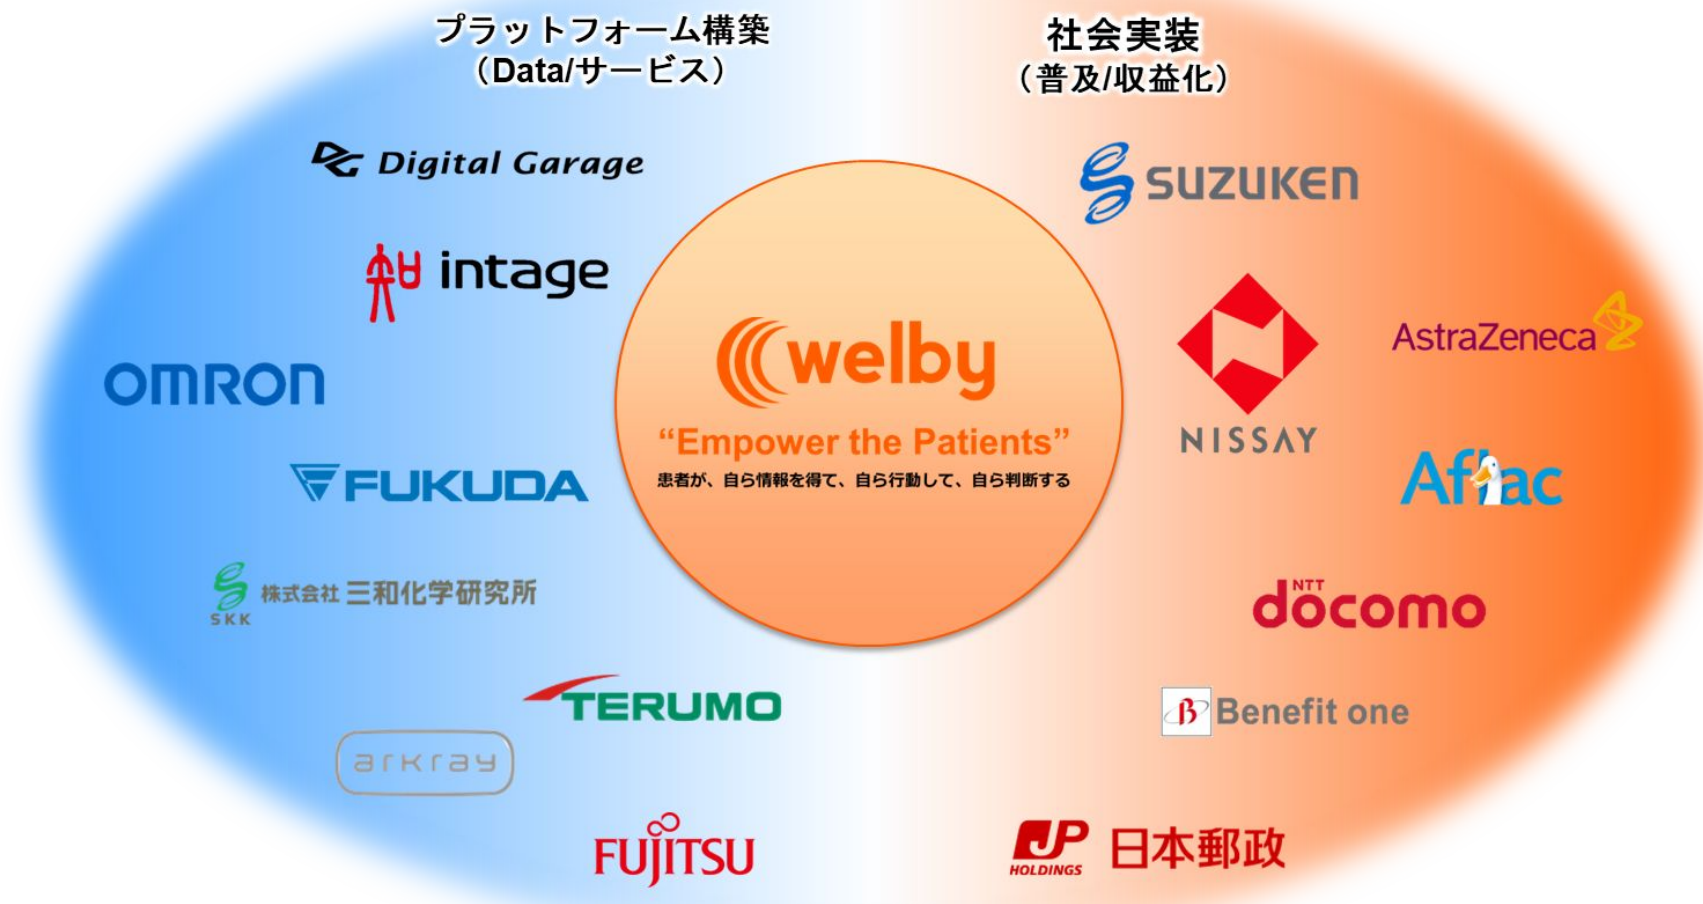 プラットフォーム構築
（Data/サービス）
DG Digital Garage
知 intage
OMRON
FUKUDA
SKK
株式会社 三和化学研究所
TERUMO
arkray
FUJITSU
welby
“Empower the Patients”
患者が、自ら情報を得て、自ら行動して、自ら判断する
社会実装
（普及/収益化）
SUZUKEN
NISSAY
AstraZeneca
Aflac
NTT
docomo
β Benefit one
JP
HOLDINGS
日本郵政